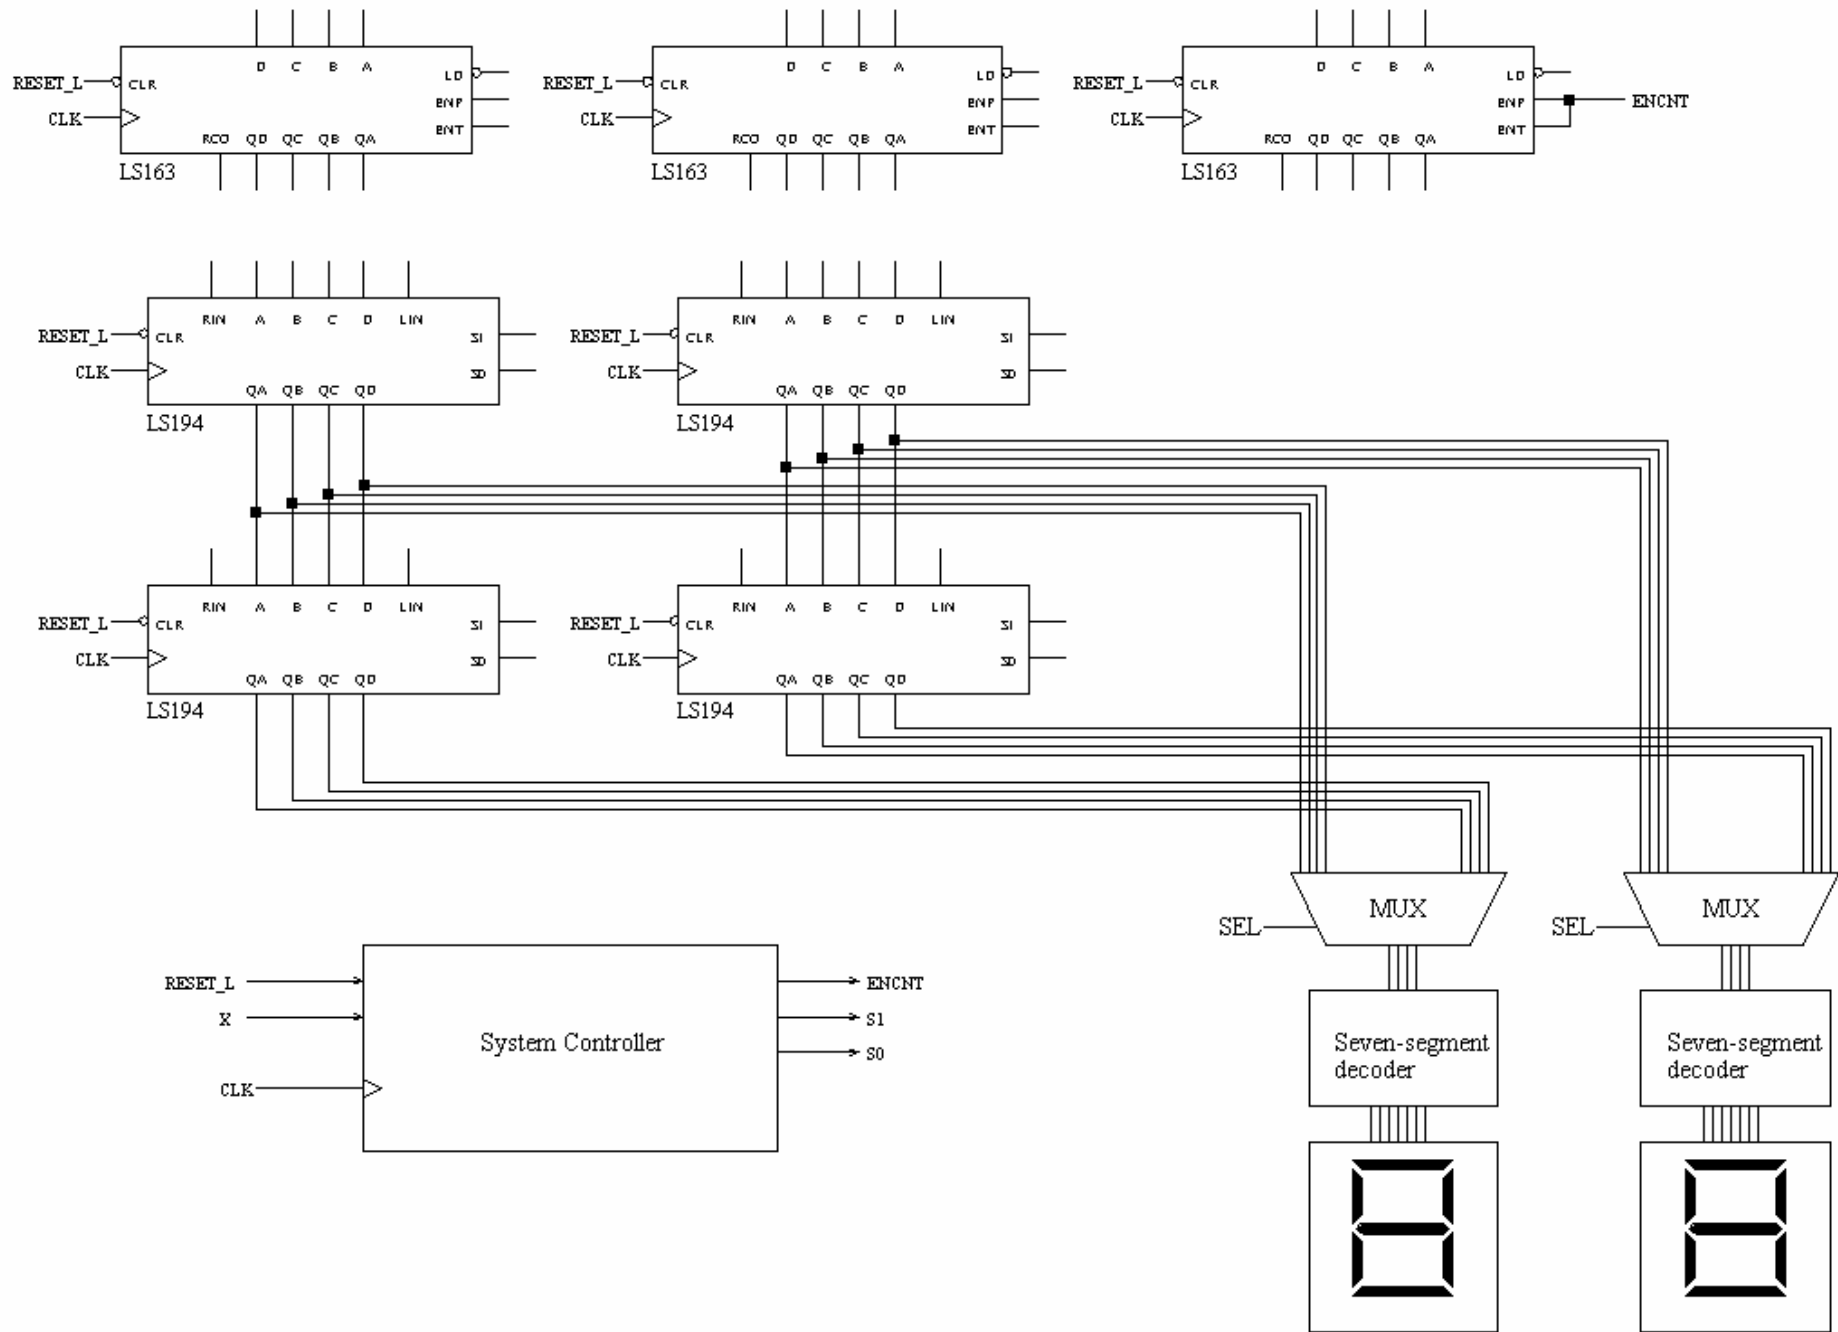 D C B A D C B A D C B A
RESET_L CLR LD RESET_L CLR LD RESET_L CLR LD
ENP ENP ENP ENCNT
CLK CLK CLK
ENT ENT ENT
RCO QD QC QB QA RCO QD QC QB QA RCO QD QC QB QA
LS163 LS163 LS163
RIN A B C D LIN RIN A B C D LIN
RESET_L CLR S1 RESET_L CLR S1
CLK S0 CLK S0
QA QB QC QD QA QB QC QD
LS194 LS194
RIN A B C D LIN RIN A B C D LIN
RESET_L CLR S1 RESET_L CLR S1
CLK S0 CLK S0
QA QB QC QD QA QB QC QD
LS194 LS194
MUX MUX
SEL SEL
RESET_L ENCNT
X S1
System Controller
S0
CLK
Seven-segment
decoder
Seven-segment
decoder
8 8